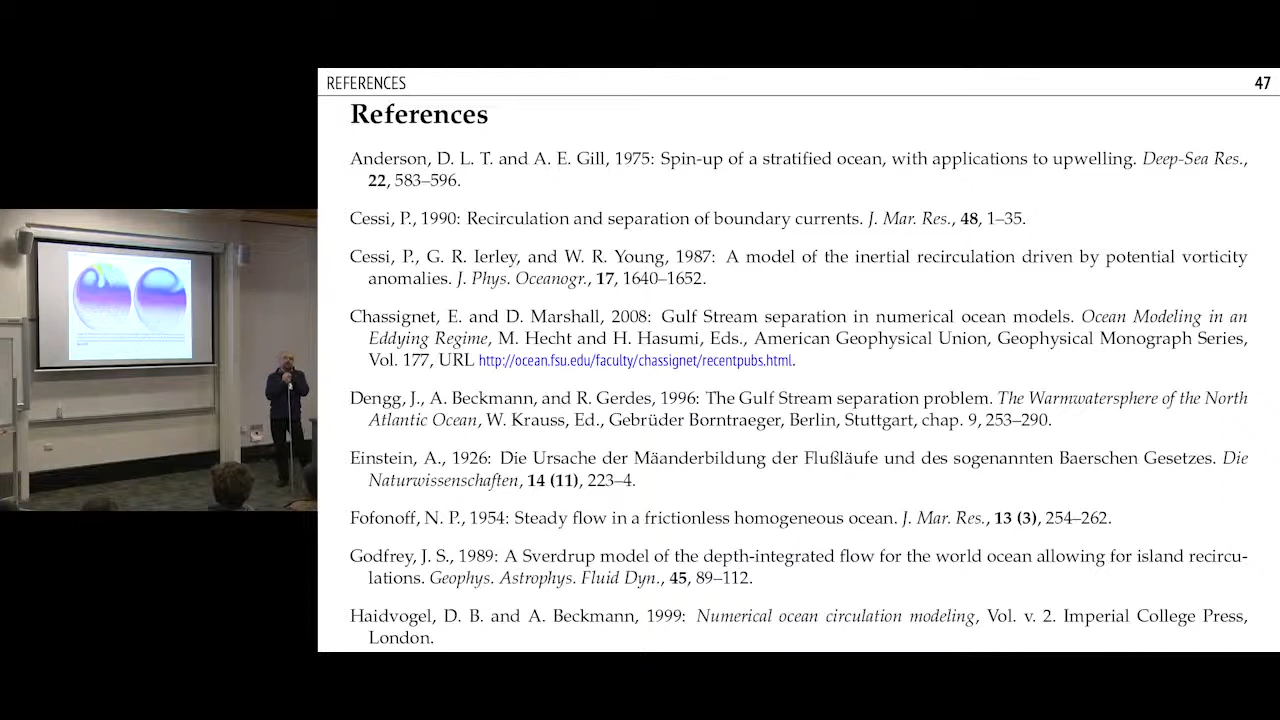 REFERENCES 47
References
Anderson, D. L. T. and A. E. Gill, 1975: Spin-up of a stratified ocean, with applications to upwelling. Deep-Sea Res.,
22, 583–596.
Cessi, P., 1990: Recirculation and separation of boundary currents. J. Mar. Res., 48, 1–35.
Cessi, P., G. R. Ierley, and W. R. Young, 1987: A model of the inertial recirculation driven by potential vorticity
anomalies. J. Phys. Oceanogr., 17, 1640–1652.
Chassignet, E. and D. Marshall, 2008: Gulf Stream separation in numerical ocean models. Ocean Modeling in an
Eddying Regime, M. Hecht and H. Hasumi, Eds., American Geophysical Union, Geophysical Monograph Series,
Vol. 177, URL http://ocean.fsu.edu/faculty/chassignet/recentpubs.html.
Dengg, J., A. Beckmann, and R. Gerdes, 1996: The Gulf Stream separation problem. The Warmwatersphere of the North
Atlantic Ocean, W. Krauss, Ed., Gebrüder Borntraeger, Berlin, Stuttgart, chap. 9, 253–290.
Einstein, A., 1926: Die Ursache der Mäanderbildung der Flußläufe und des sogenannten Baerschen Gesetzes. Die
Naturwissenschaften, 14 (11), 223–4.
Fofonoff, N. P., 1954: Steady flow in a frictionless homogeneous ocean. J. Mar. Res., 13 (3), 254–262.
Godfrey, J. S., 1989: A Sverdrup model of the depth-integrated flow for the world ocean allowing for island recircu-
lations. Geophys. Astrophys. Fluid Dyn., 45, 89–112.
Haidvogel, D. B. and A. Beckmann, 1999: Numerical ocean circulation modeling, Vol. v. 2. Imperial College Press,
London.